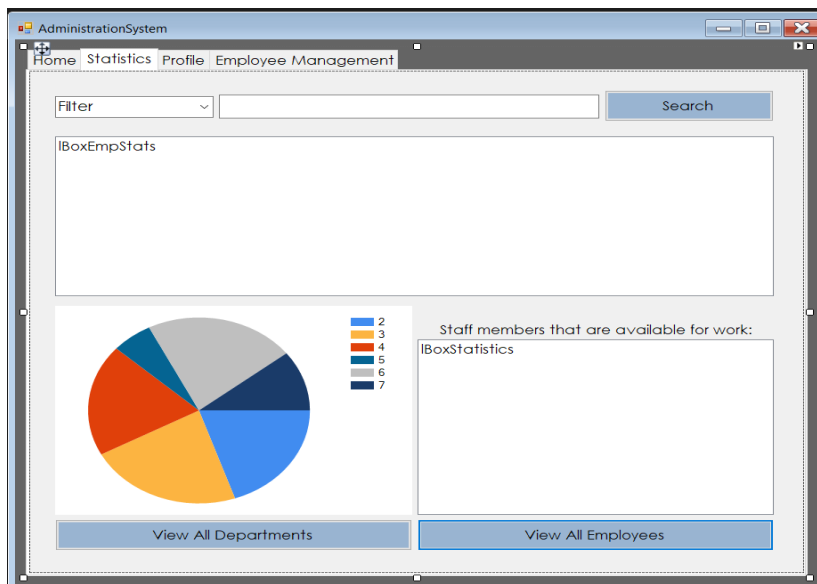 AdministrationSystem
Home Statistics Profile Employee Management
Filter Search
lBoxEmpStats
2
3
4
5
6
7
Staff members that are available for work:
lBoxStatistics
View All Departments View All Employees